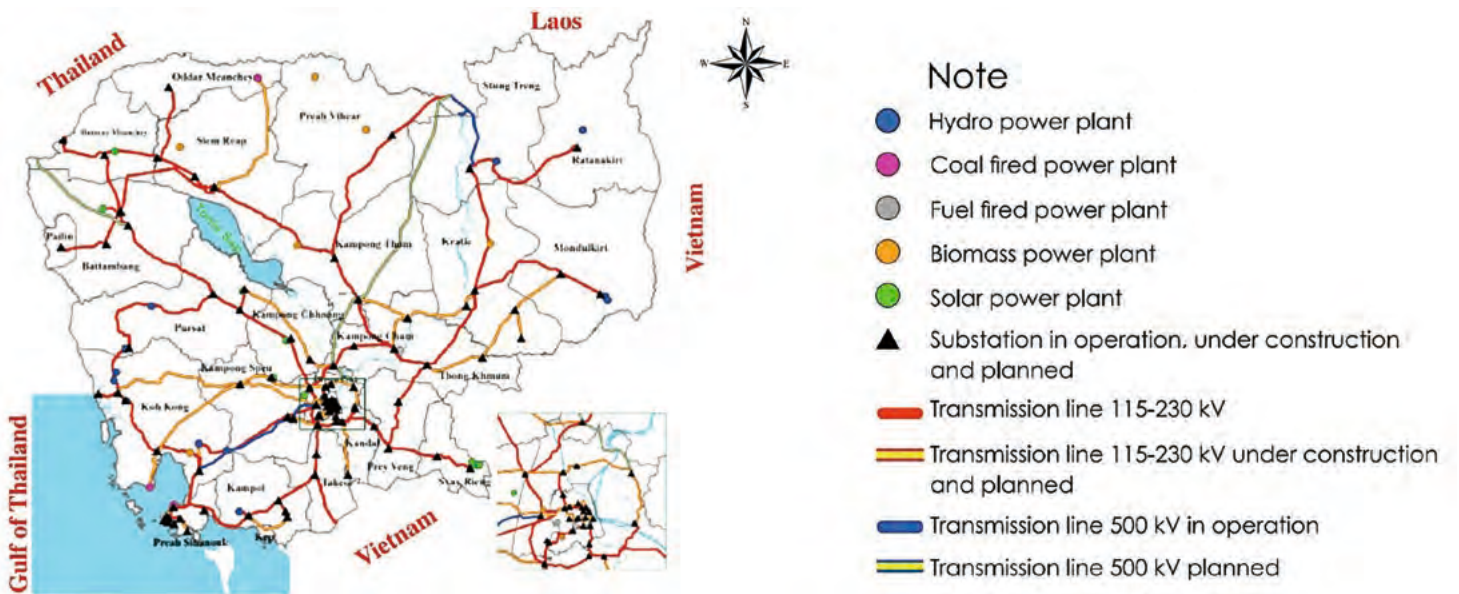 Laos
Thailand
N
W
E
S
Oddar Meanchey
Stung Treng
Preah Vihear
Banteay Meanchey
Siem Reap
Ratanakiri
Vietnam
Tonle Sap
Pailin
Kampong Thom
Kratie
Mondulkiri
Battambang
Pursat
Kampong Chhnang
Kampong Cham
Kampong Speu
Thong Khmum
Koh Kong
Kandal
Prey Veng
Svay Rieng
Takeo
Kampot
Preah Sihanouk
Kep
Vietnam
Gulf of Thailand
Note
Hydro power plant
Coal fired power plant
Fuel fired power plant
Biomass power plant
Solar power plant
Substation in operation, under construction
and planned
Transmission line 115-230 kV
Transmission line 115-230 kV under construction
and planned
Transmission line 500 kV in operation
Transmission line 500 kV planned